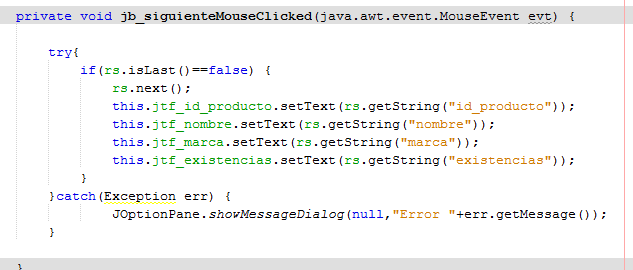 private void jb_siguienteMouseClicked(java.awt.event.MouseEvent evt) {
try{
if(rs.isLast()==false) {
rs.next();
this.jtf_id_producto.setText(rs.getString("id_producto"));
this.jtf_nombre.setText(rs.getString("nombre"));
this.jtf_marca.setText(rs.getString("marca"));
this.jtf_existencias.setText(rs.getString("existencias"));
}
}catch(Exception err) {
JOptionPane.showMessageDialog(null,"Error "+err.getMessage());
}
}